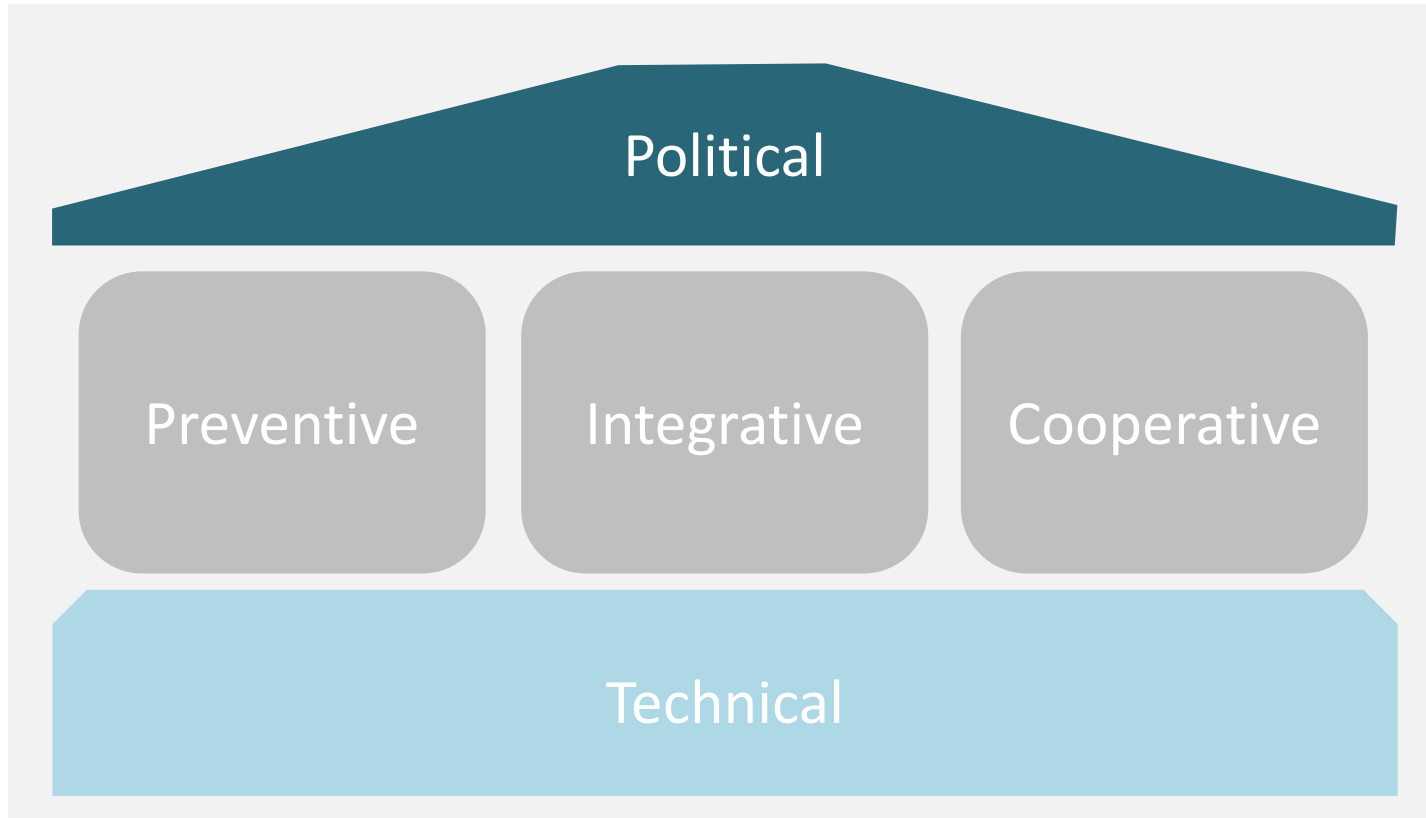 Political
Preventive
Integrative
Cooperative
Technical